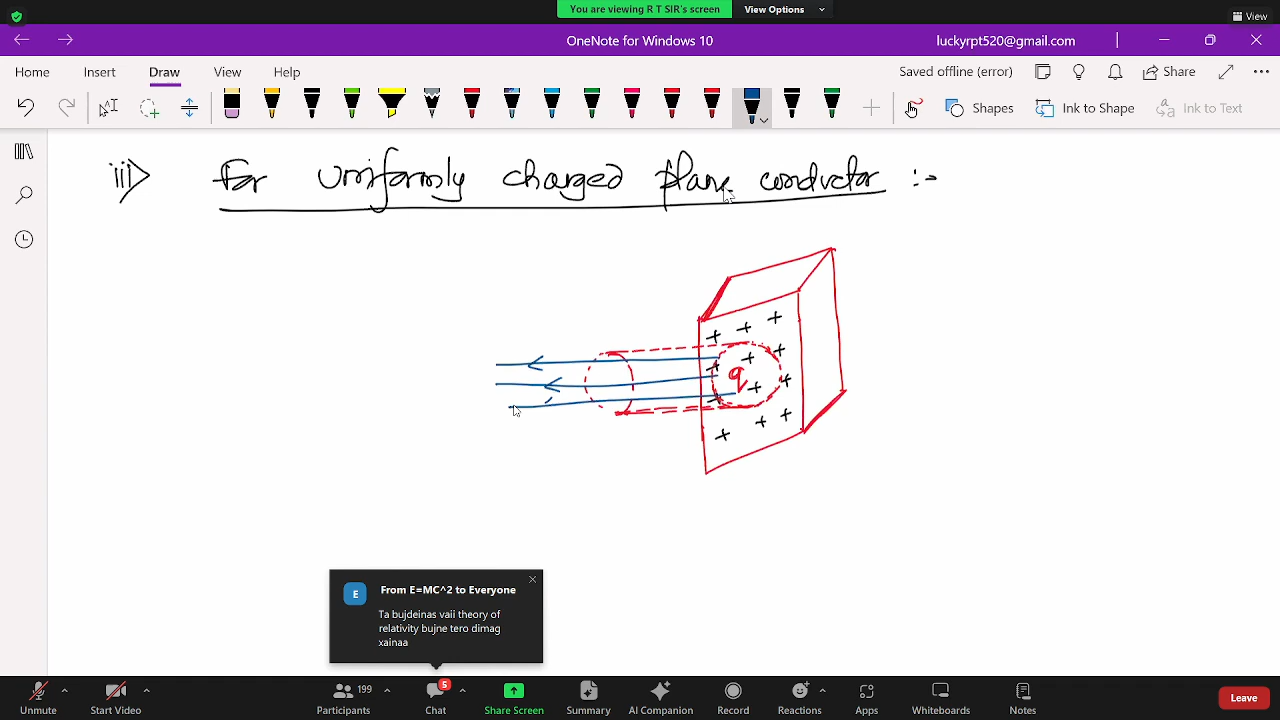 You are viewing R T SIR's screen
View Options
View
OneNote for Windows 10
luckyrpt520@gmail.com
Home Insert Draw View Help
Saved offline (error)
Share
Shapes
Ink to Shape
Ink to Text
iii> For uniformly charged plane conductor :-
+ + +
+ + +
q
+ + +
+
+ + +
E
From E=MC^2 to Everyone
Ta bujdeinas vaii theory of
relativity bujne tero dimag
xainaa
199
5
Unmute Start Video Participants Chat Share Screen Summary AI Companion Record Reactions Apps Whiteboards Notes
Leave